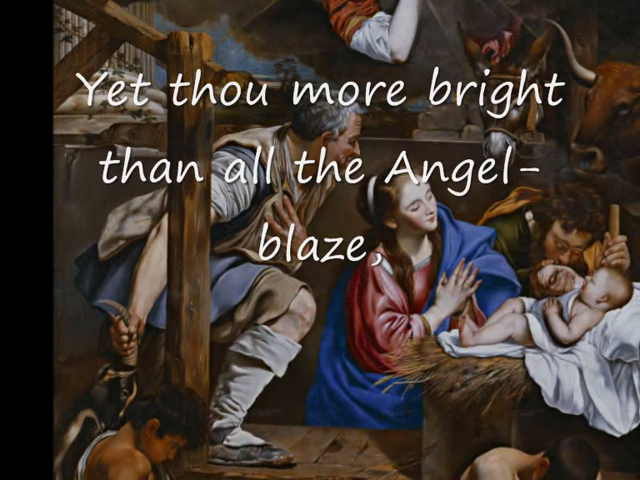 Yet thou more bright
than all the Angel-
blaze,